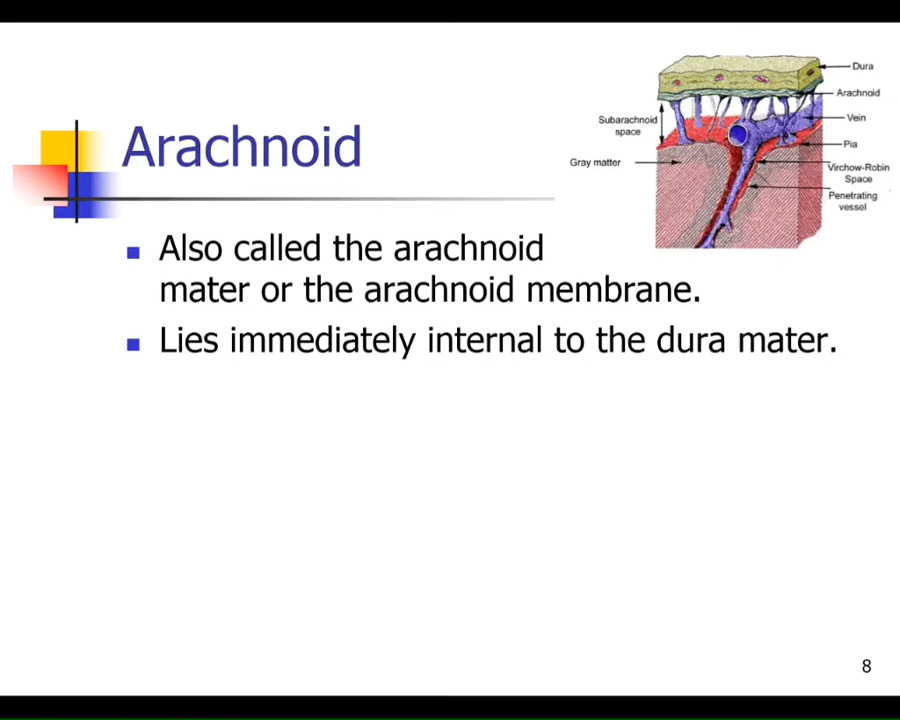 Arachnoid
Dura
Arachnoid
Subarachnoid
space
Vein
Pia
Gray matter
Virchow-Robin
Space
Penetrating
vessel
Also called the arachnoid
mater or the arachnoid membrane.
Lies immediately internal to the dura mater.
8